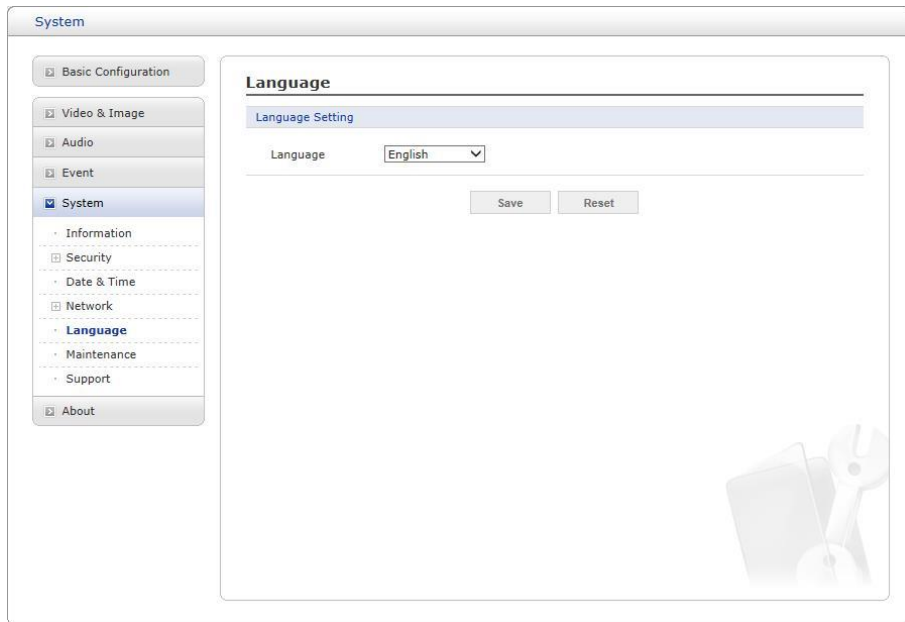 System
Basic Configuration
Video & Image
Audio
Event
System
Information
Security
Date & Time
Network
Language
Maintenance
Support
About
Language
Language Setting
Language English
Save Reset